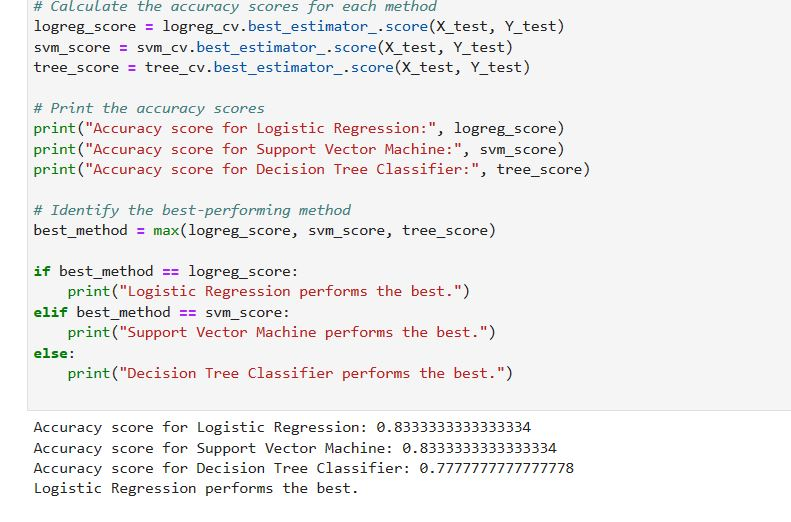 # Calculate the accuracy scores for each method
logreg_score = logreg_cv.best_estimator_.score(X_test, Y_test)
svm_score = svm_cv.best_estimator_.score(X_test, Y_test)
tree_score = tree_cv.best_estimator_.score(X_test, Y_test)

# Print the accuracy scores
print("Accuracy score for Logistic Regression:", logreg_score)
print("Accuracy score for Support Vector Machine:", svm_score)
print("Accuracy score for Decision Tree Classifier:", tree_score)

# Identify the best-performing method
best_method = max(logreg_score, svm_score, tree_score)

if best_method == logreg_score:
    print("Logistic Regression performs the best.")
elif best_method == svm_score:
    print("Support Vector Machine performs the best.")
else:
    print("Decision Tree Classifier performs the best.")

Accuracy score for Logistic Regression: 0.8333333333333334
Accuracy score for Support Vector Machine: 0.8333333333333334
Accuracy score for Decision Tree Classifier: 0.7777777777777778
Logistic Regression performs the best.